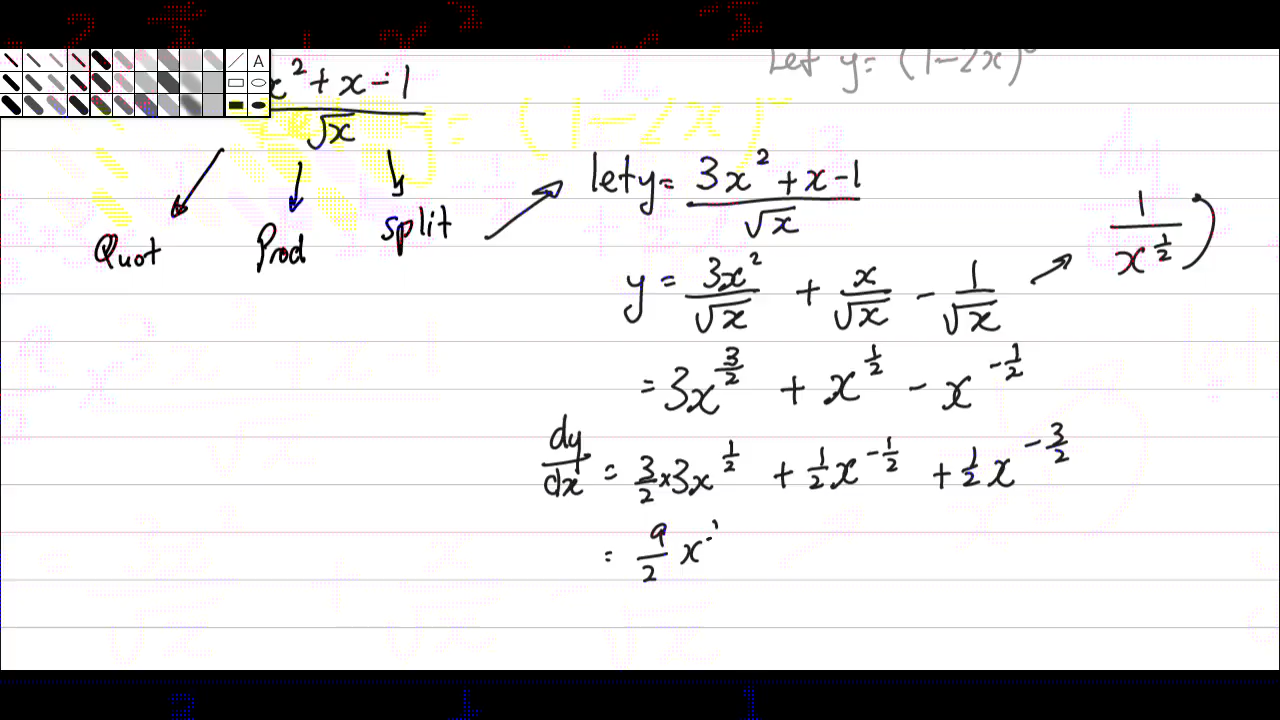 Let y = (1-2x)
x² + x - 1
√x
Quot Prod split
let y = 3x² + x - 1
√x
y = 3x²/√x + x/√x - 1/√x → 1/x^(1/2) )
= 3x^(3/2) + x^(1/2) - x^(-1/2)
dy/dx = 3/2 × 3x^(1/2) + 1/2 x^(-1/2) + 1/2 x^(-3/2)
= 9/2 x